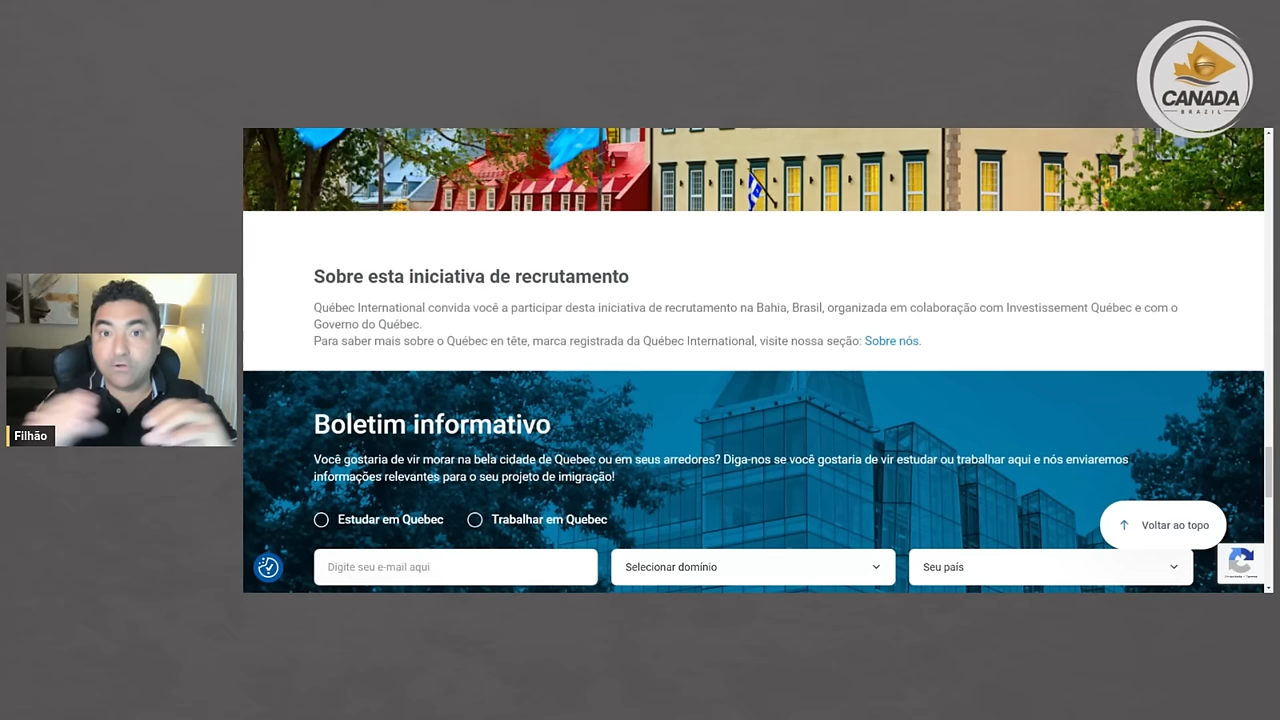 CANADA
BRAZIL
Sobre esta iniciativa de recrutamento
Québec International convida você a participar desta iniciativa de recrutamento na Bahia, Brasil, organizada em colaboração com Investissement Québec e com o
Governo do Québec.
Para saber mais sobre o Québec en tête, marca registrada da Québec International, visite nossa seção: Sobre nós.
Filhão
Boletim informativo
Você gostaria de vir morar na bela cidade de Quebec ou em seus arredores? Diga-nos se você gostaria de vir estudar ou trabalhar aqui e nós enviaremos
informações relevantes para o seu projeto de imigração!
Estudar em Quebec Trabalhar em Quebec
Voltar ao topo
Digite seu e-mail aqui Selecionar domínio Seu país